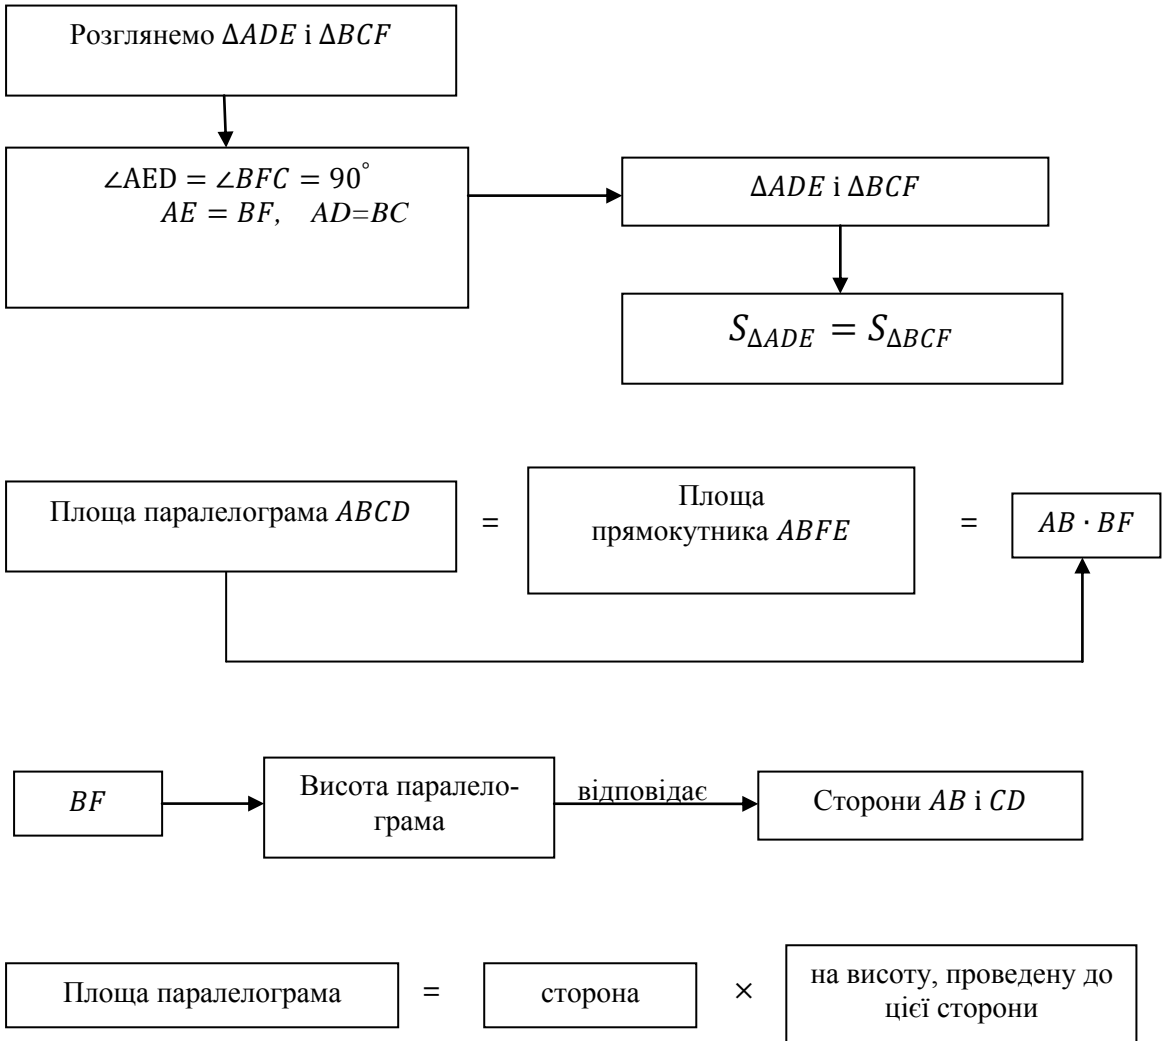 Розглянемо ΔADE і ΔBCF
∠AED = ∠BFC = 90°
AE = BF, AD=BC
ΔADE і ΔBCF
S_ΔADE = S_ΔBCF
Площа паралелограма ABCD
=
Площа
прямокутника ABFE
=
AB · BF
BF
Висота паралело-
грама
відповідає
Сторони AB і CD
Площа паралелограма
=
сторона
×
на висоту, проведену до
цієї сторони